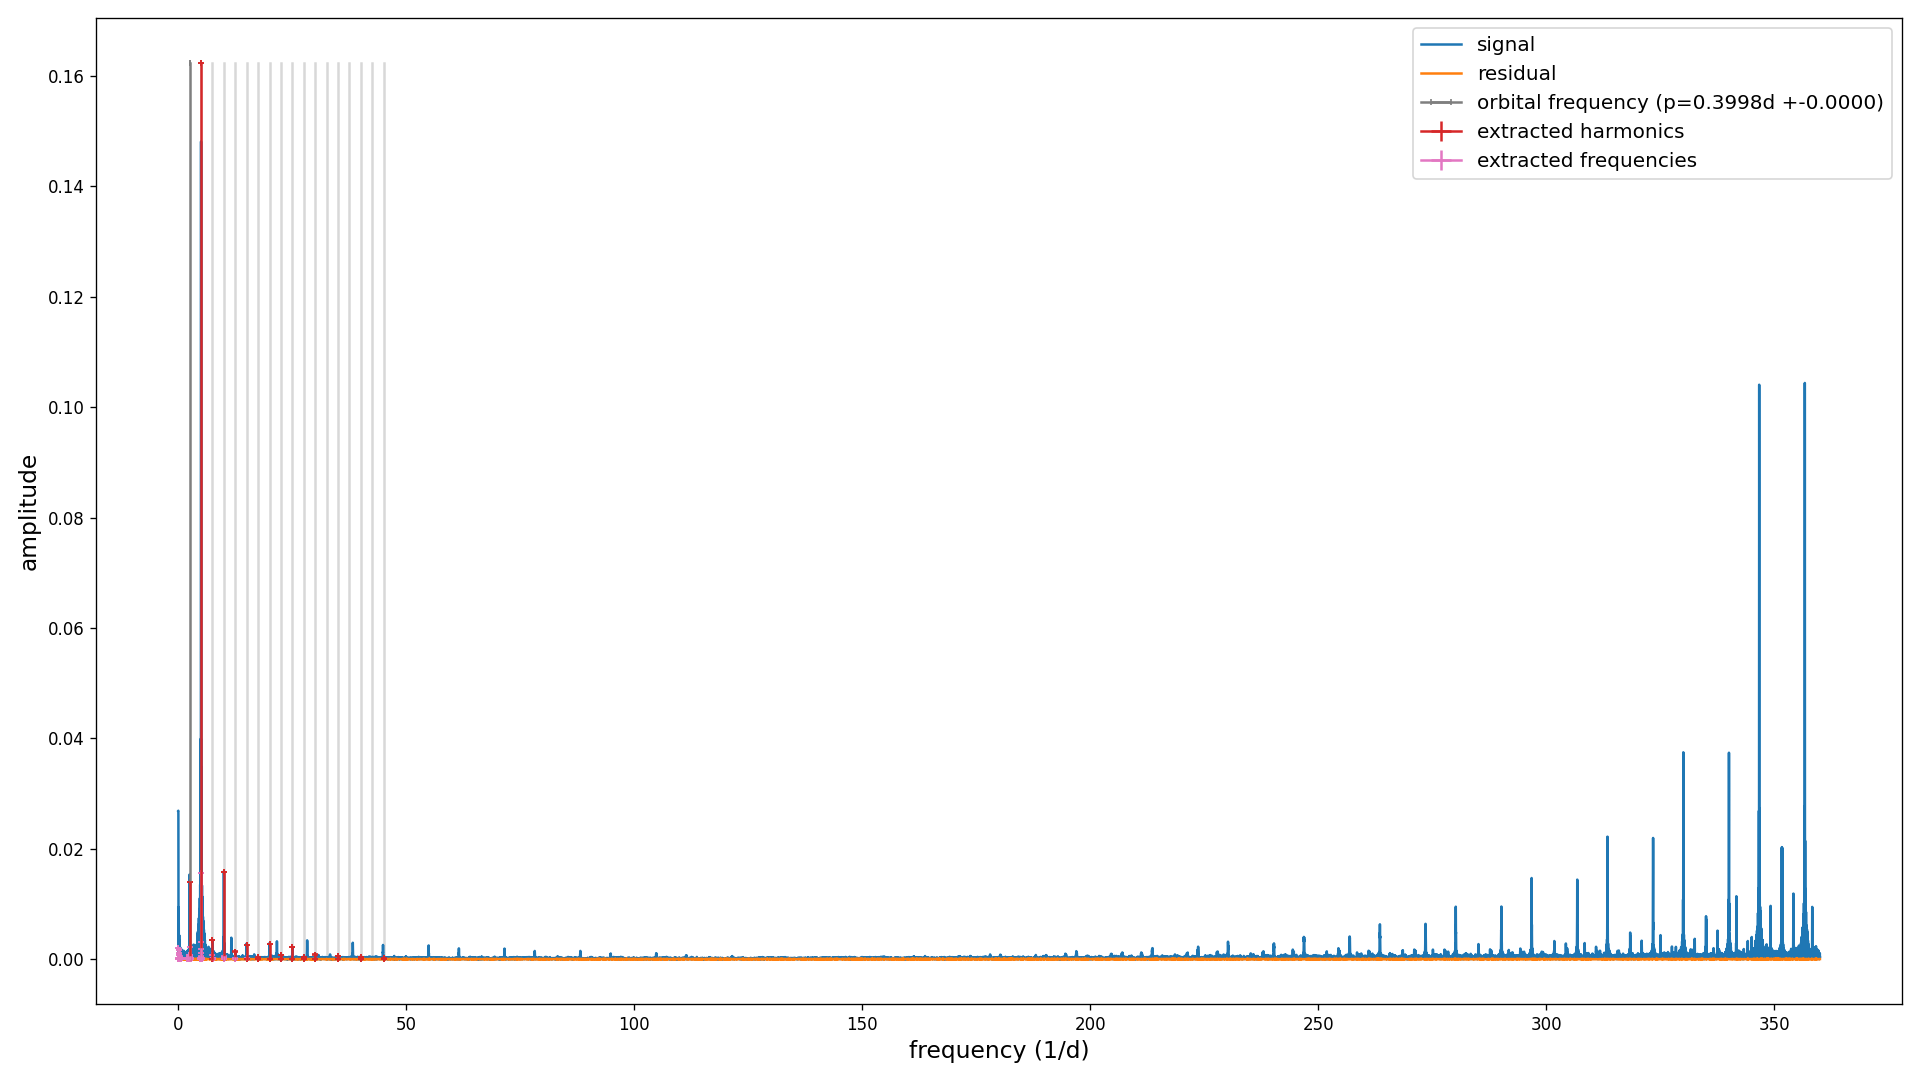 signal
residual
orbital frequency (p=0.3998d +-0.0000)
extracted harmonics
extracted frequencies
amplitude
0.16
0.14
0.12
0.10
0.08
0.06
0.04
0.02
0.00
0 50 100 150 200 250 300 350
frequency (1/d)